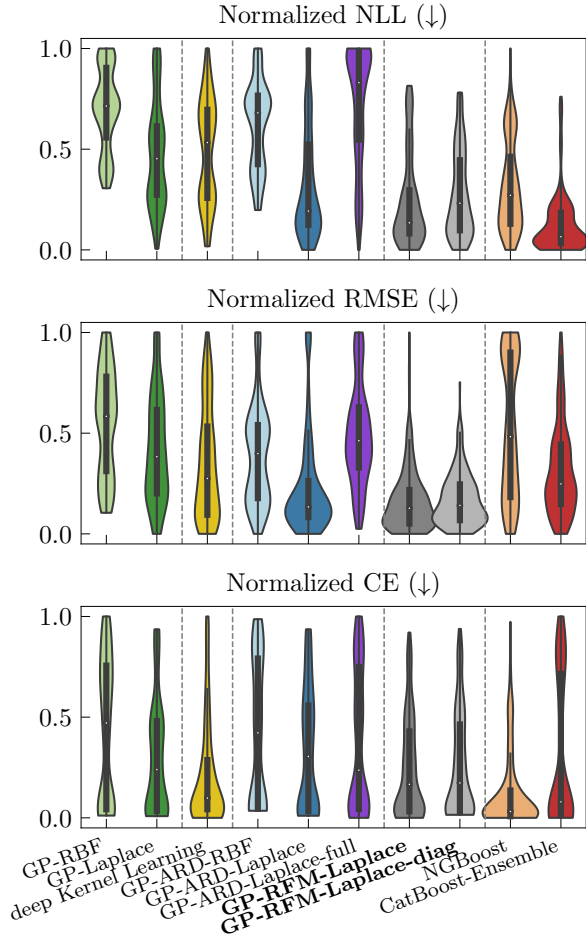 Normalized NLL (↓)
1.0
0.5
0.0
Normalized RMSE (↓)
1.0
0.5
0.0
Normalized CE (↓)
1.0
0.5
0.0
GP-RBF
GP-Laplace
deep Kernel Learning
GP-ARD-RBF
GP-ARD-Laplace
GP-ARD-Laplace-full
GP-RFM-Laplace
GP-RFM-Laplace-diag
NGBoost
CatBoost-Ensemble